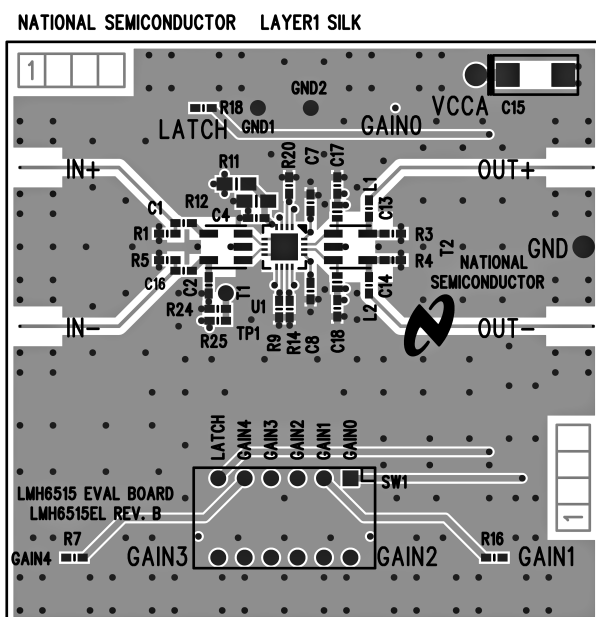 NATIONAL SEMICONDUCTOR LAYER1 SILK
1
GND2
VCCA
C15
R18
GND1
LATCH
GAIN0
IN+
R11
R20
C7
C17
L1
OUT+
R12
C13
C1
C4
R1
R3
T2
GND
R5
R4
NATIONAL
SEMICONDUCTOR
C16
C2
T1
C14
R24
U1
L2
IN-
R25
TP1
R9
R14
C8
C18
OUT-
LATCH
GAIN4
GAIN3
GAIN2
GAIN1
GAIN0
SW1
LMH6515 EVAL BOARD
LMH6515EL REV. B
1
R7
R16
GAIN4
GAIN3
GAIN2
GAIN1